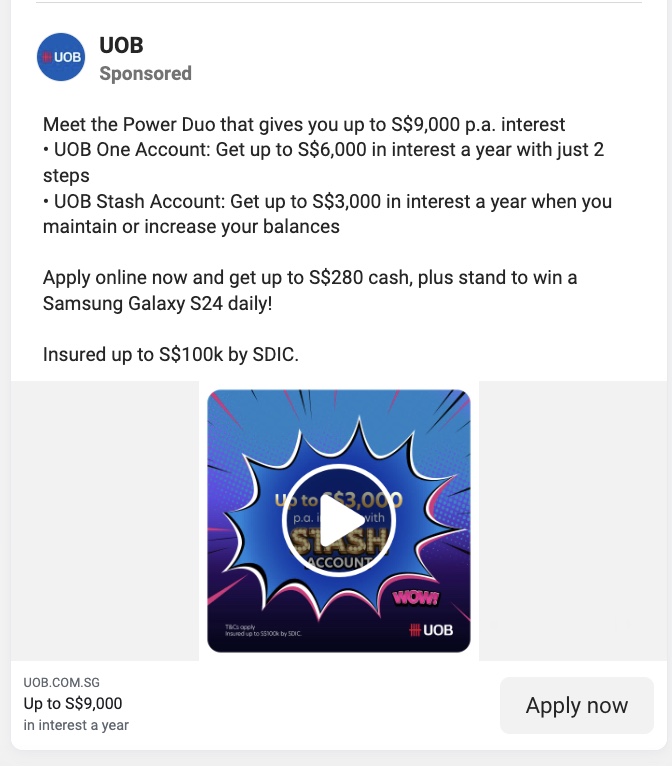 UOB
UOB
Sponsored
Meet the Power Duo that gives you up to S$9,000 p.a. interest
• UOB One Account: Get up to S$6,000 in interest a year with just 2
steps
• UOB Stash Account: Get up to S$3,000 in interest a year when you
maintain or increase your balances
Apply online now and get up to S$280 cash, plus stand to win a
Samsung Galaxy S24 daily!
Insured up to S$100k by SDIC.
Up to S$3,000
p.a. with
STASH
ACCOUNT
WOW!
T&Cs apply
Insured up to S$100k by SDIC.
UOB
UOB.COM.SG
Up to S$9,000
in interest a year
Apply now